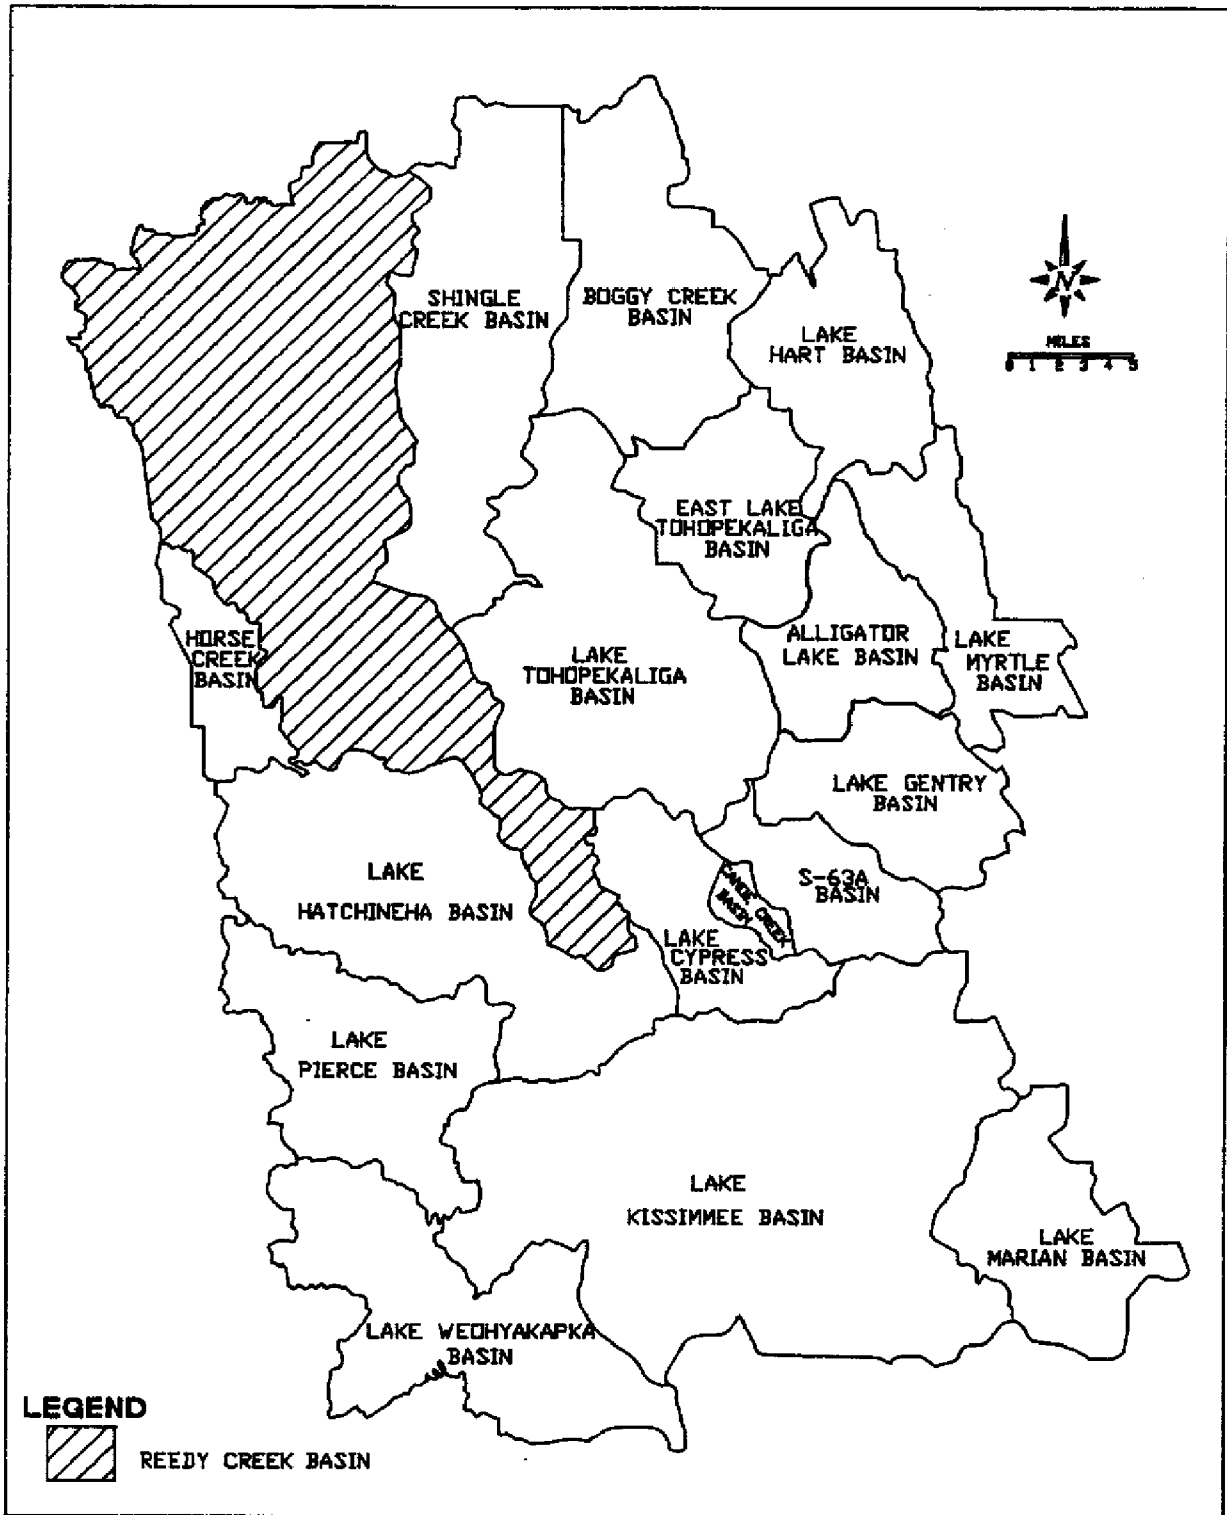 SHINGLE
CREEK BASIN
BOGGY CREEK
BASIN
N
MILES
0 1 2 3 4 5
LAKE
HART BASIN
EAST LAKE
TOHOPEKALIGA
BASIN
HORSE
CREEK
BASIN
LAKE
TOHOPEKALIGA
BASIN
ALLIGATOR
LAKE BASIN
LAKE
MYRTLE
BASIN
LAKE GENTRY
BASIN
LAKE
HATCHINEHA BASIN
S-63A
BASIN
CANOE CREEK
BASIN
LAKE
CYPRESS
BASIN
LAKE
PIERCE BASIN
LAKE
KISSIMMEE BASIN
LAKE
MARIAN BASIN
LAKE WEOHYAKAPKA
BASIN
LEGEND
REEDY CREEK BASIN